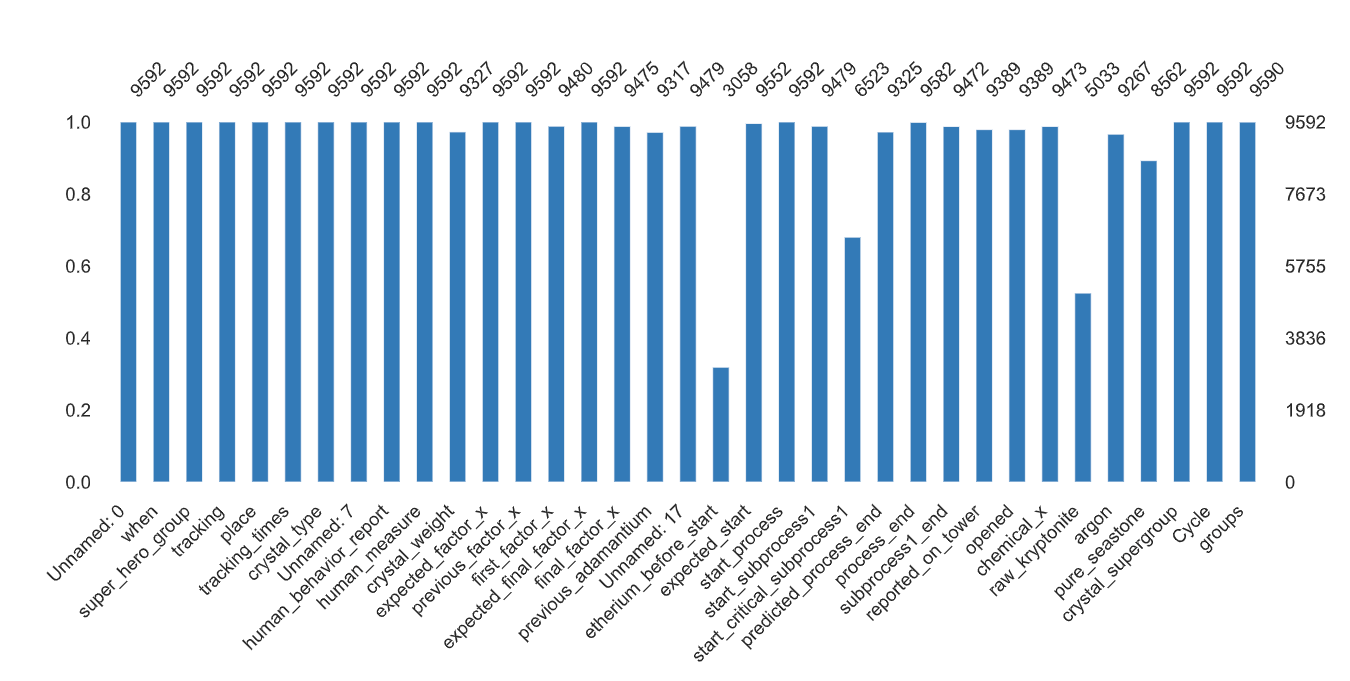 9592 9592 9592 9592 9592 9592 9592 9592 9592 9592 9327 9592 9592 9480 9592 9475 9317 9479 3058 9552 9592 9479 6523 9325 9582 9472 9389 9389 9473 5033 9267 8562 9592 9592 9590
1.0 9592
0.8 7673
0.6 5755
0.4 3836
0.2 1918
0.0 0
Unnamed: 0
when
super_hero_group
tracking
place
tracking_times
crystal_type
Unnamed: 7
human_behavior_report
human_measure
crystal_weight
expected_factor_x
previous_factor_x
first_factor_x
expected_final_factor_x
final_factor_x
previous_adamantium
Unnamed: 17
etherium_before_start
expected_start
start_process
start_subprocess1
start_critical_subprocess1
predicted_process_end
process_end
subprocess1_end
reported_on_tower
opened
chemical_x
raw_kryptonite
argon
pure_seastone
crystal_supergroup
Cycle
groups